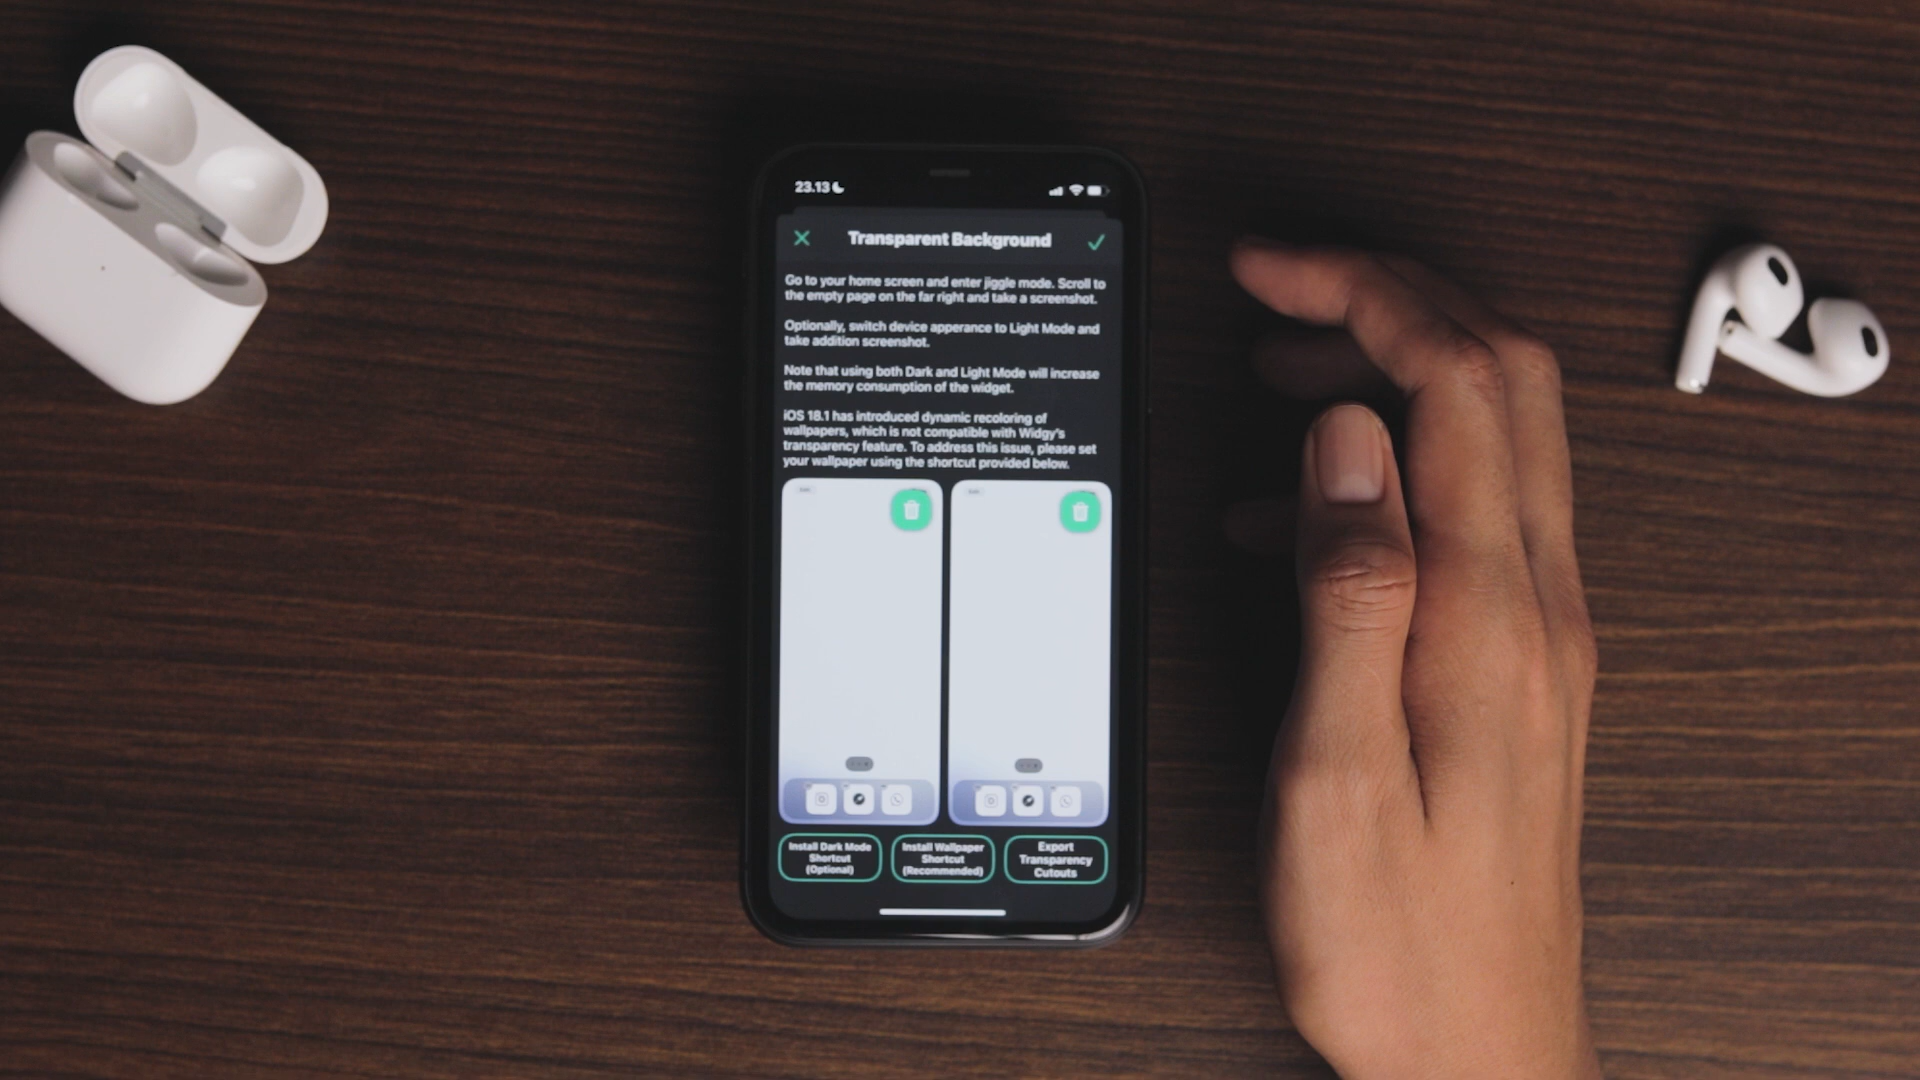 23.13
Transparent Background
Go to your home screen and enter jiggle mode. Scroll to
the empty page on the far right and take a screenshot.
Optionally, switch device apperance to Light Mode and
take addition screenshot.
Note that using both Dark and Light Mode will increase
the memory consumption of the widget.
iOS 18.1 has introduced dynamic recoloring of
wallpapers, which is not compatible with Widgy's
transparency feature. To address this issue, please set
your wallpaper using the shortcut provided below.
Install Dark Mode
Shortcut
(Optional)
Install Wallpaper
Shortcut
(Recommended)
Export
Transparency
Cutouts